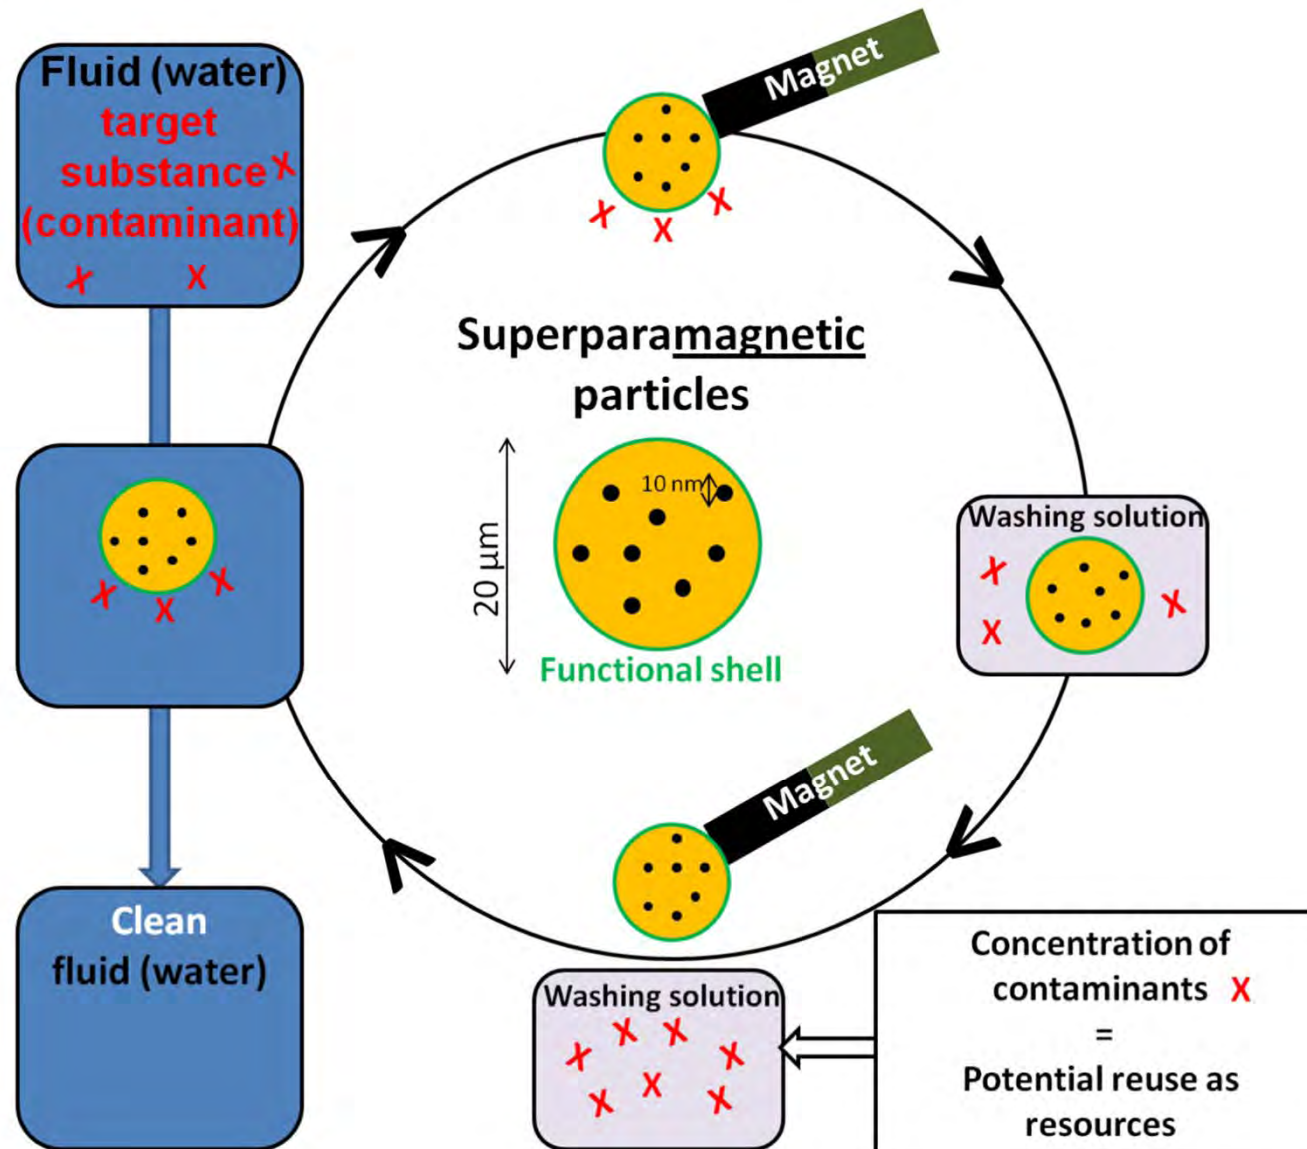 Fluid (water)
target
substance X
(contaminant)
X X
Magnet
X X X
Superparamagnetic
particles
10 nm
20 µm
Functional shell
X X X
Washing solution
X
X X
Magnet
Clean
fluid (water)
Washing solution
X X
X X
X
X X
Concentration of
contaminants X
=
Potential reuse as
resources